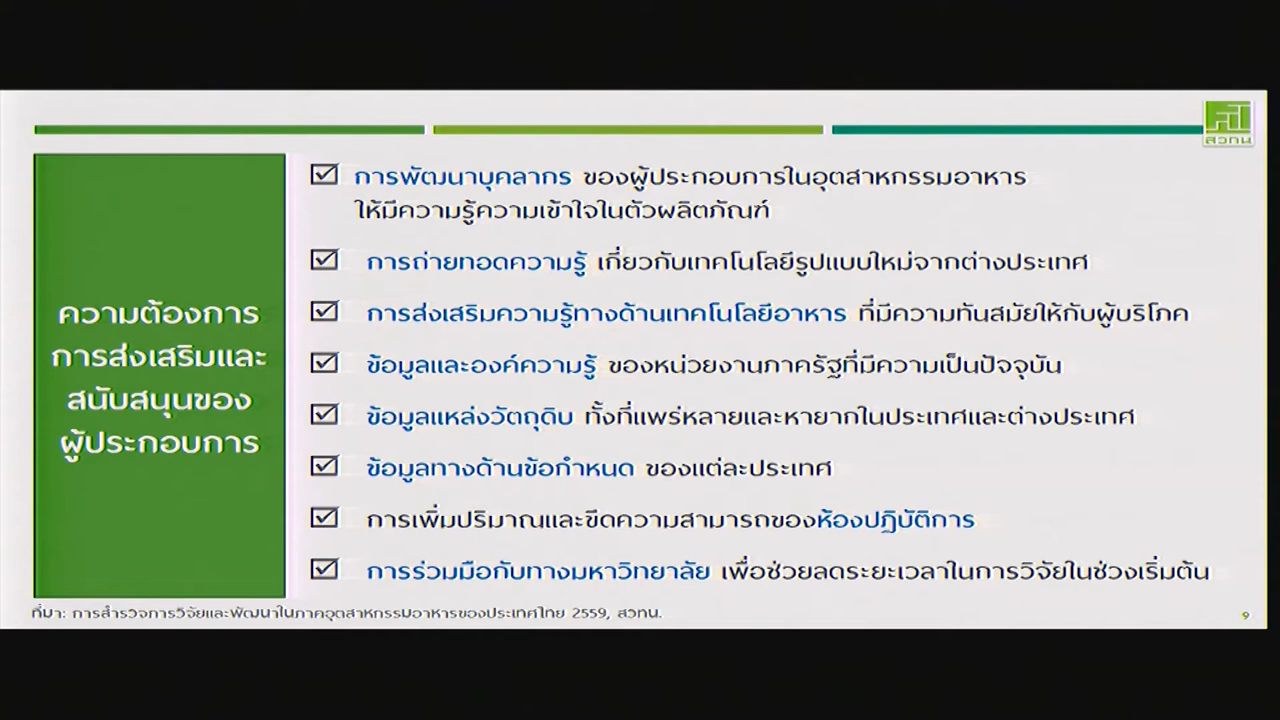 สวทน
ความต้องการ
การส่งเสริมและ
สนับสนุนของ
ผู้ประกอบการ
การพัฒนาบุคลากร ของผู้ประกอบการในอุตสาหกรรมอาหาร
ให้มีความรู้ความเข้าใจในตัวผลิตภัณฑ์
การถ่ายทอดความรู้ เกี่ยวกับเทคโนโลยีรูปแบบใหม่จากต่างประเทศ
การส่งเสริมความรู้ทางด้านเทคโนโลยีอาหาร ที่มีความทันสมัยให้กับผู้บริโภค
ข้อมูลและองค์ความรู้ ของหน่วยงานภาครัฐที่มีความเป็นปัจจุบัน
ข้อมูลแหล่งวัตถุดิบ ทั้งที่แพร่หลายและหายากในประเทศและต่างประเทศ
ข้อมูลทางด้านข้อกำหนด ของแต่ละประเทศ
การเพิ่มปริมาณและขีดความสามารถของห้องปฏิบัติการ
การร่วมมือกับทางมหาวิทยาลัย เพื่อช่วยลดระยะเวลาในการวิจัยในช่วงเริ่มต้น
ที่มา: การสำรวจการวิจัยและพัฒนาในภาคอุตสาหกรรมอาหารของประเทศไทย 2559, สวทน.
9